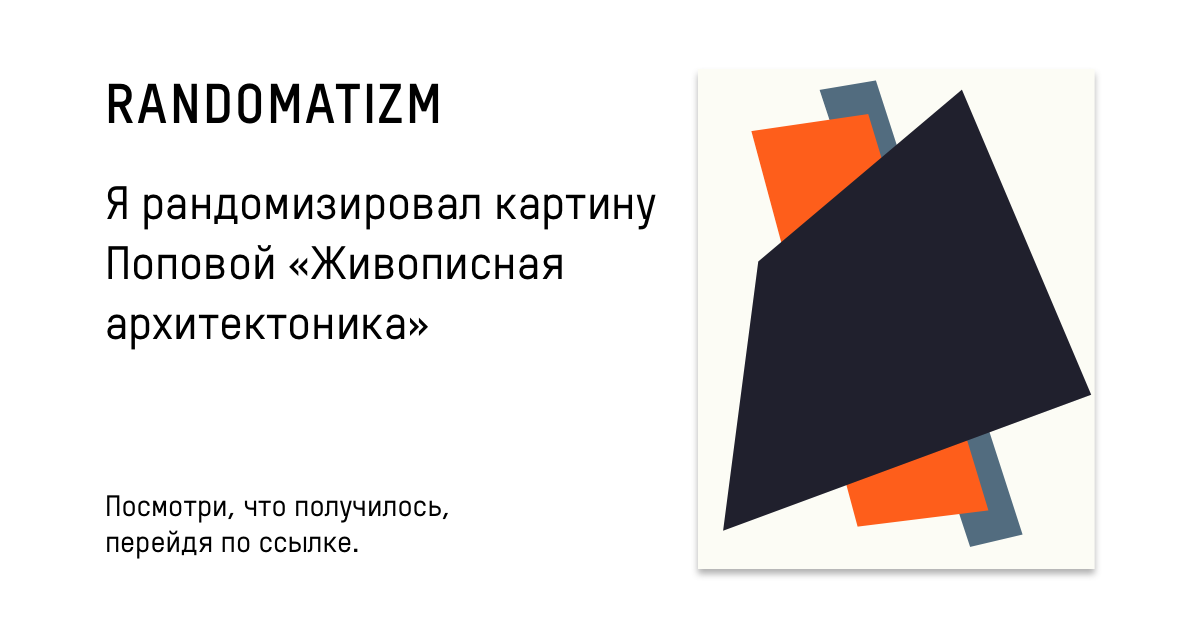 RANDOMATIZM
Я рандомизировал картину
Поповой «Живописная
архитектоника»
Посмотри, что получилось,
перейдя по ссылке.